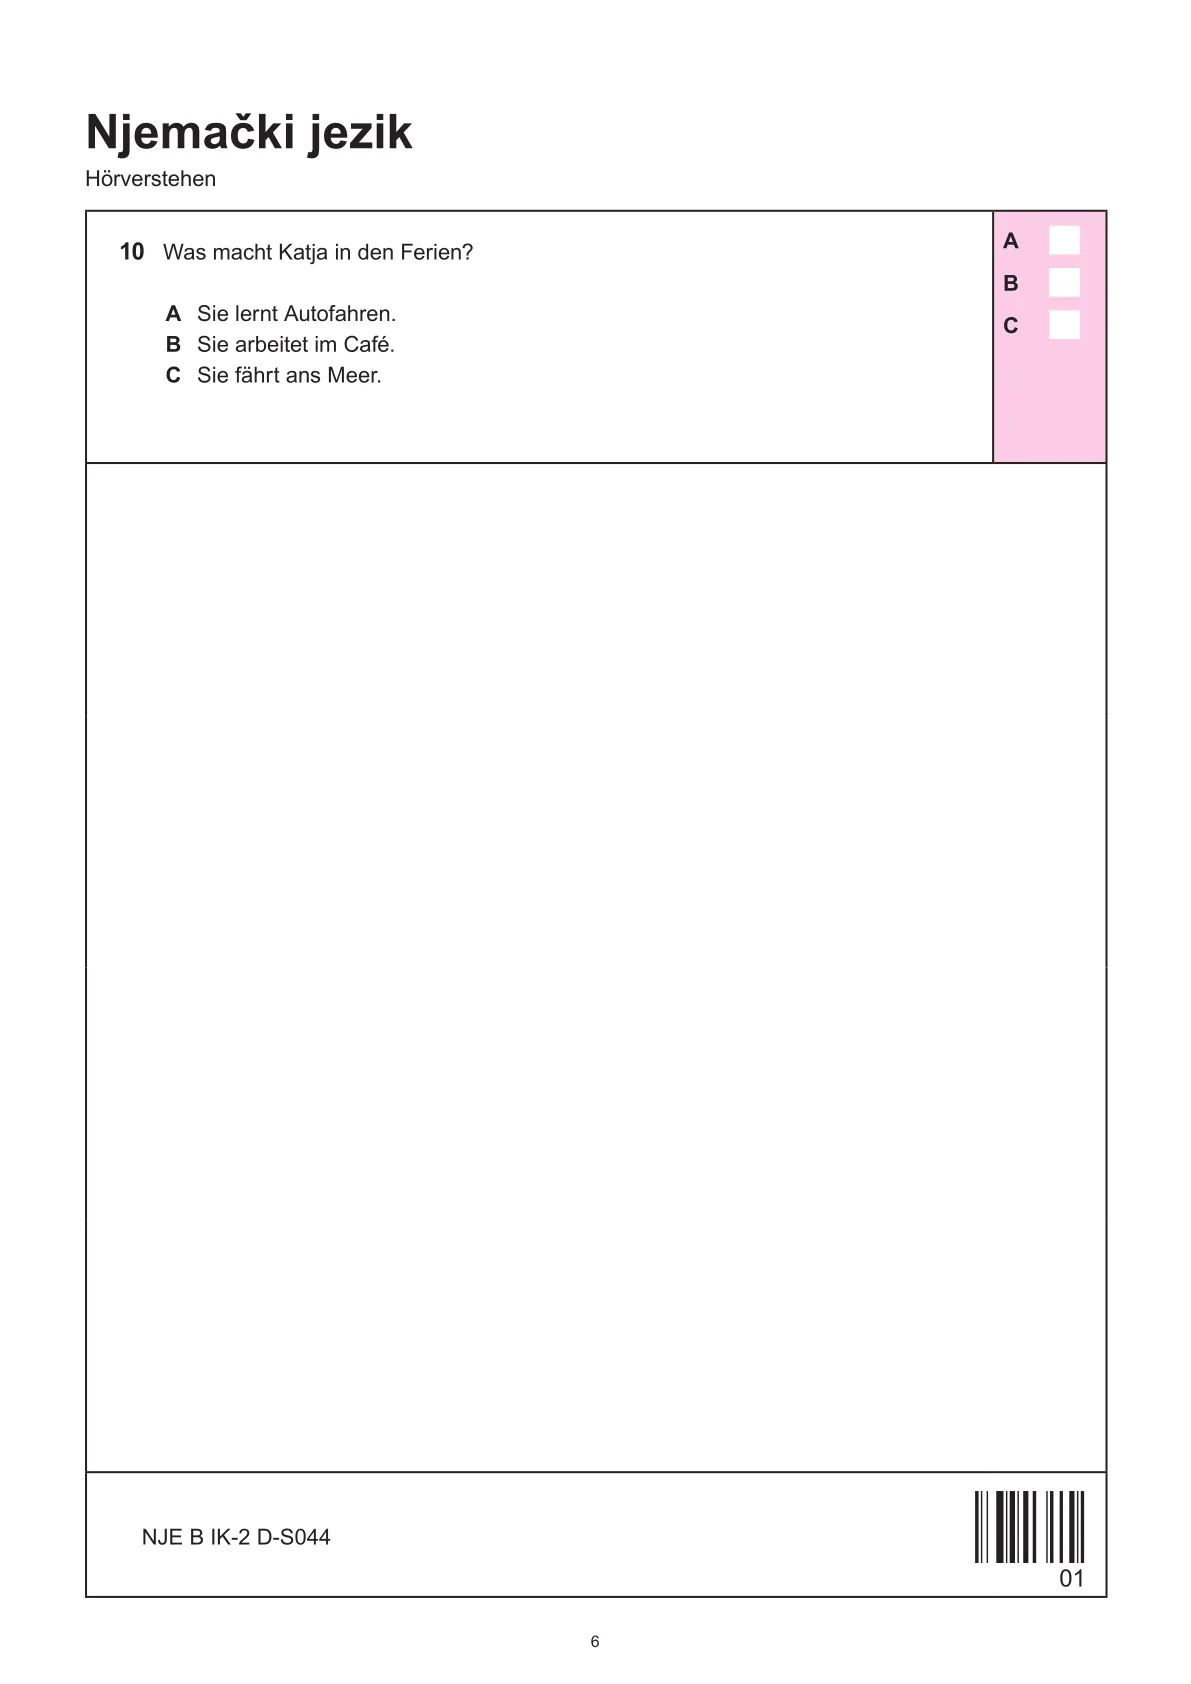 Njemački jezik
Hörverstehen
10 Was macht Katja in den Ferien?
A Sie lernt Autofahren.
B Sie arbeitet im Café.
C Sie fährt ans Meer.
A
B
C
NJE B IK-2 D-S044
01
6